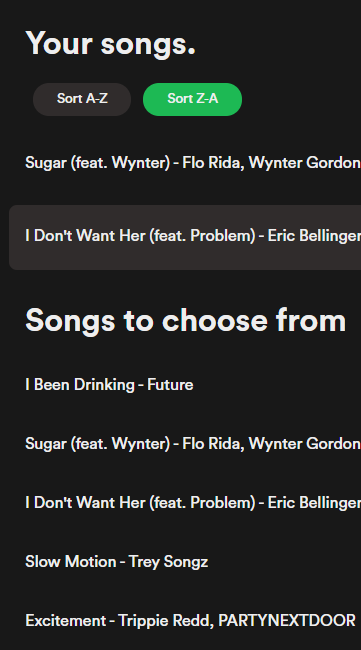 Your songs.
Sort A-Z
Sort Z-A
Sugar (feat. Wynter) - Flo Rida, Wynter Gordon
I Don't Want Her (feat. Problem) - Eric Bellinger
Songs to choose from
I Been Drinking - Future
Sugar (feat. Wynter) - Flo Rida, Wynter Gordon
I Don't Want Her (feat. Problem) - Eric Bellinger
Slow Motion - Trey Songz
Excitement - Trippie Redd, PARTYNEXTDOOR